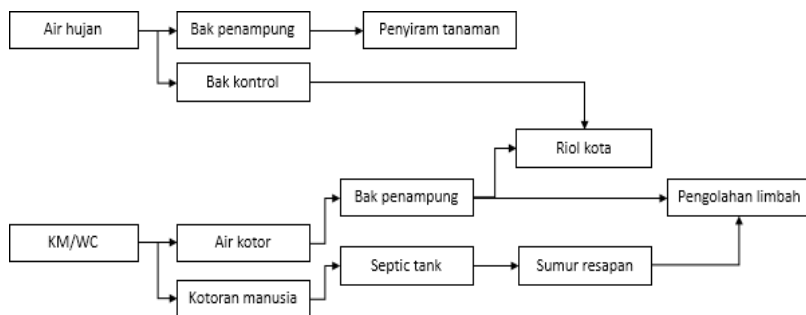 Air hujan
Bak penampung
Penyiram tanaman
Bak kontrol
Riol kota
Bak penampung
Pengolahan limbah
KM/WC
Air kotor
Septic tank
Sumur resapan
Kotoran manusia